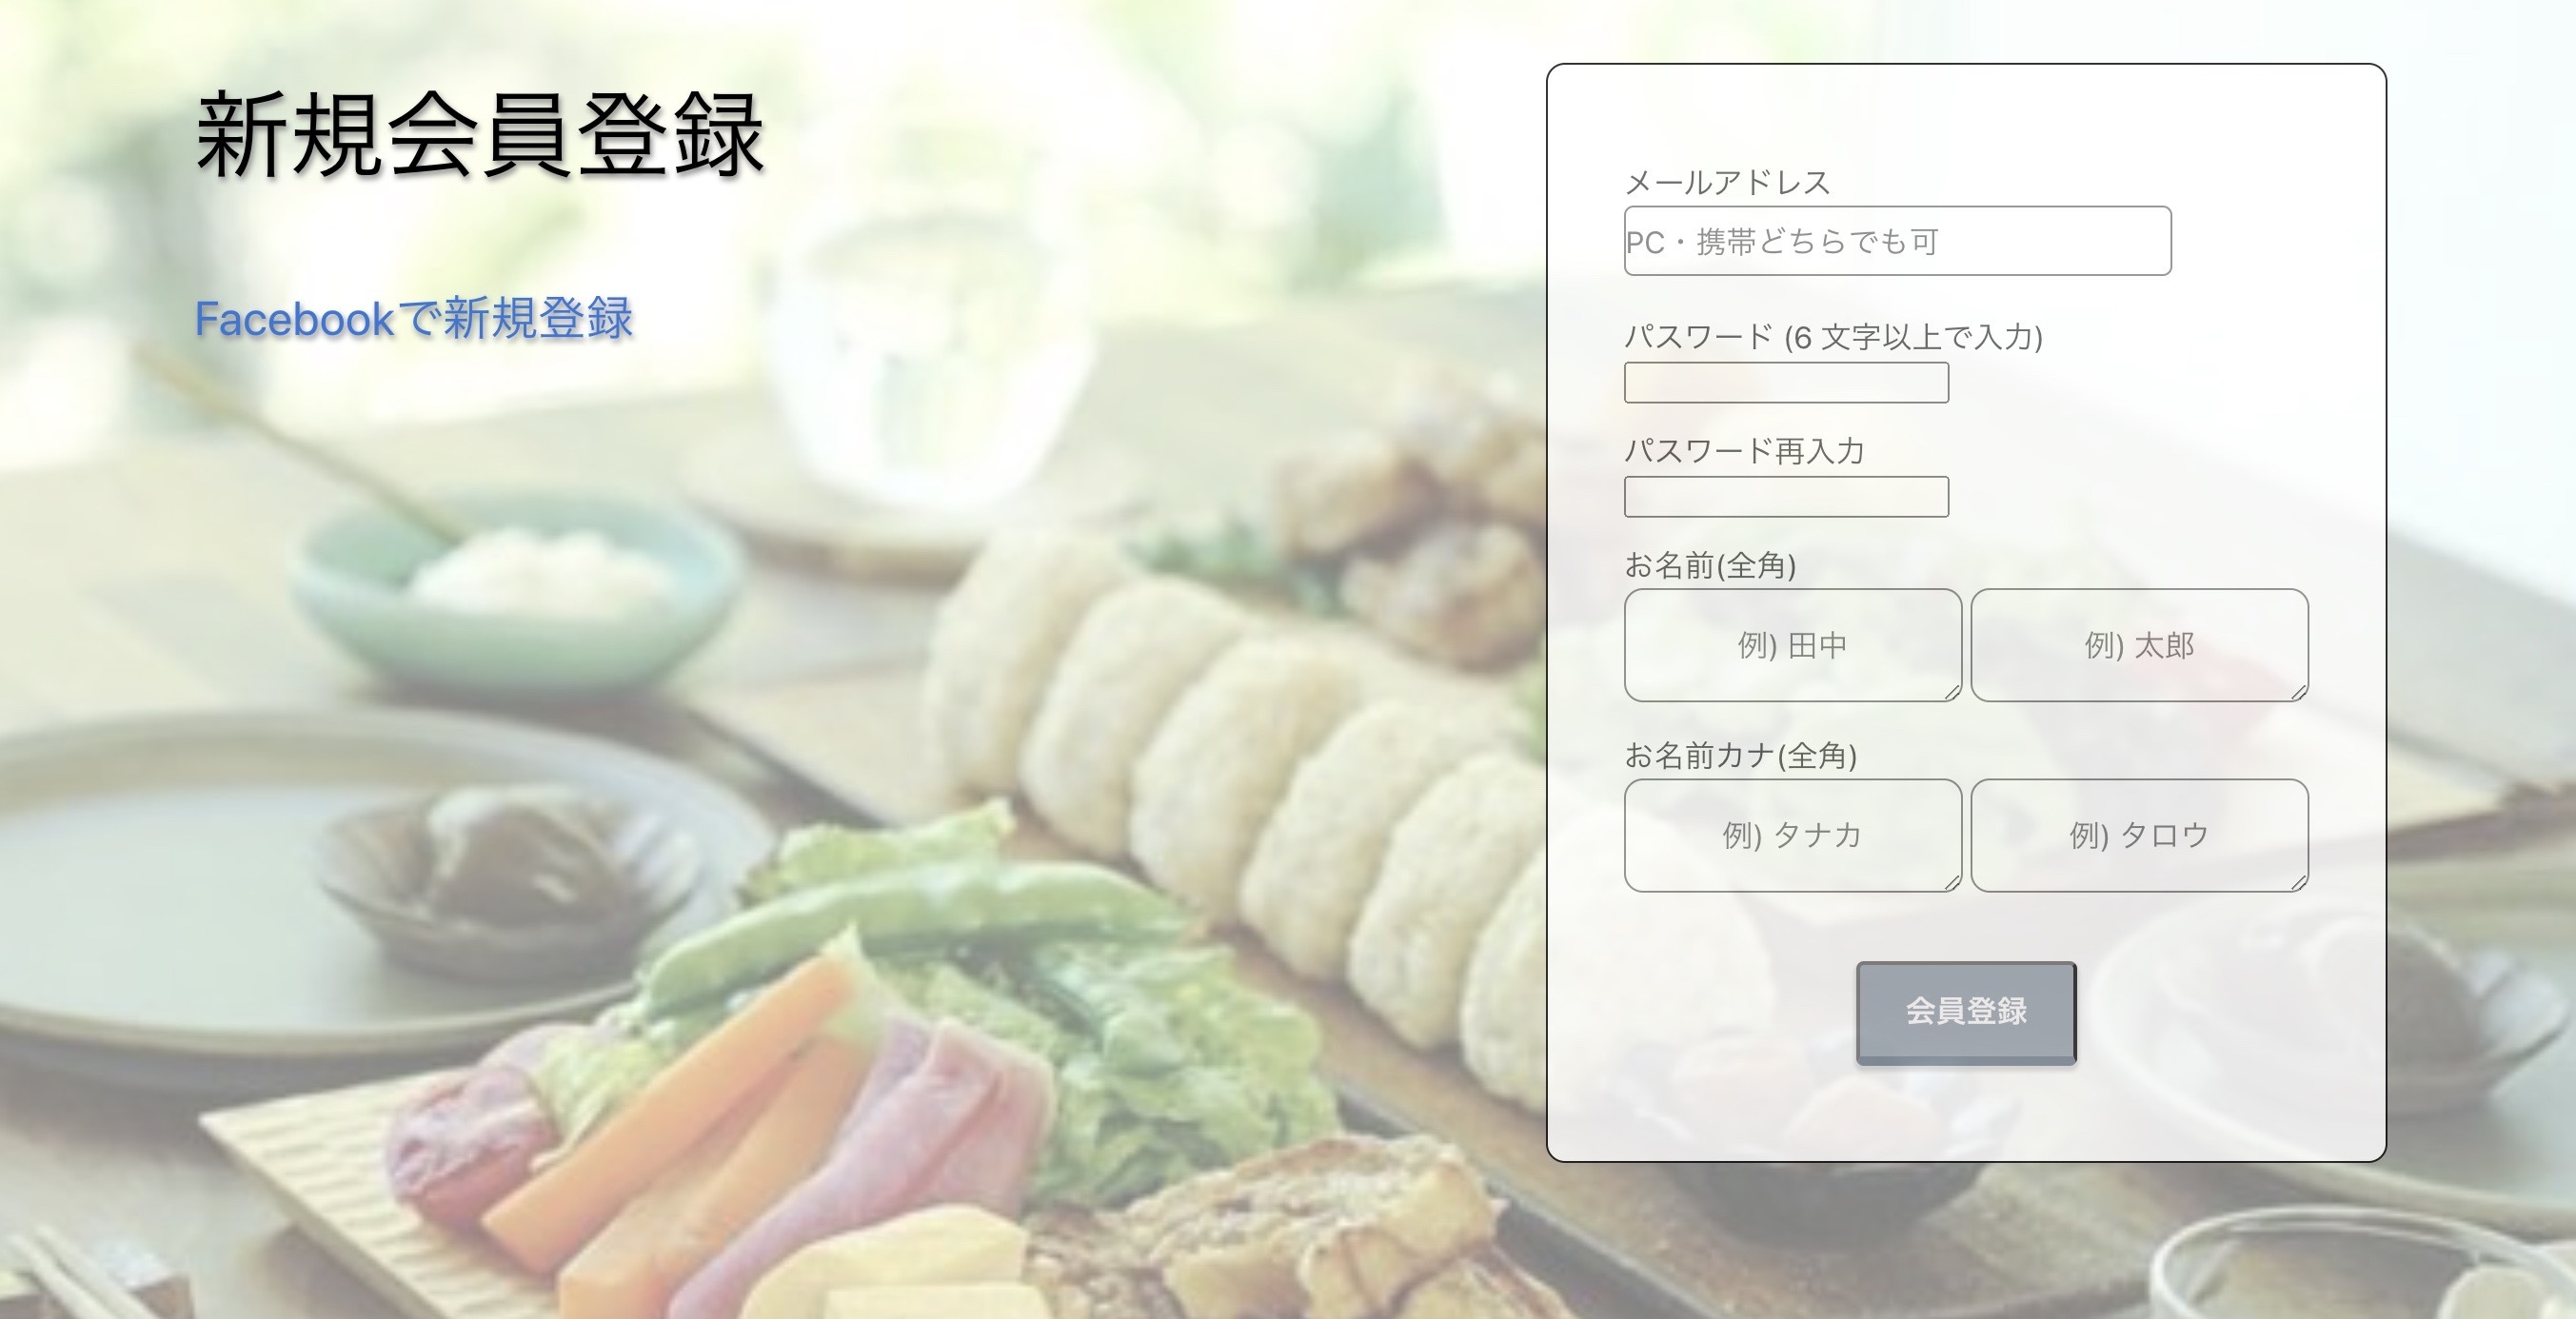 新規会員登録
Facebookで新規登録
メールアドレス
PC・携帯どちらでも可
パスワード (6 文字以上で入力)
パスワード再入力
お名前(全角)
例) 田中 例) 太郎
お名前カナ(全角)
例) タナカ 例) タロウ
会員登録